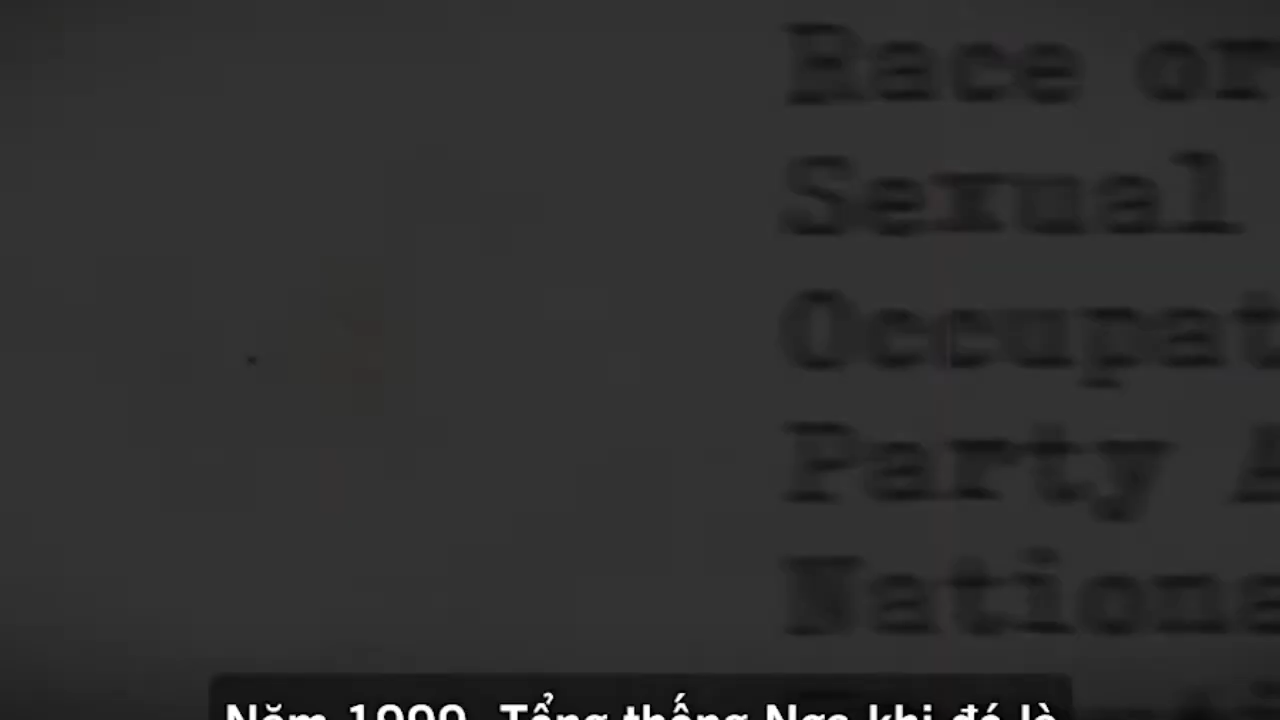 Race or
Sexual
Occupat
Party A
Nationa
Năm 1999, Tổng thống Nga khi đó là